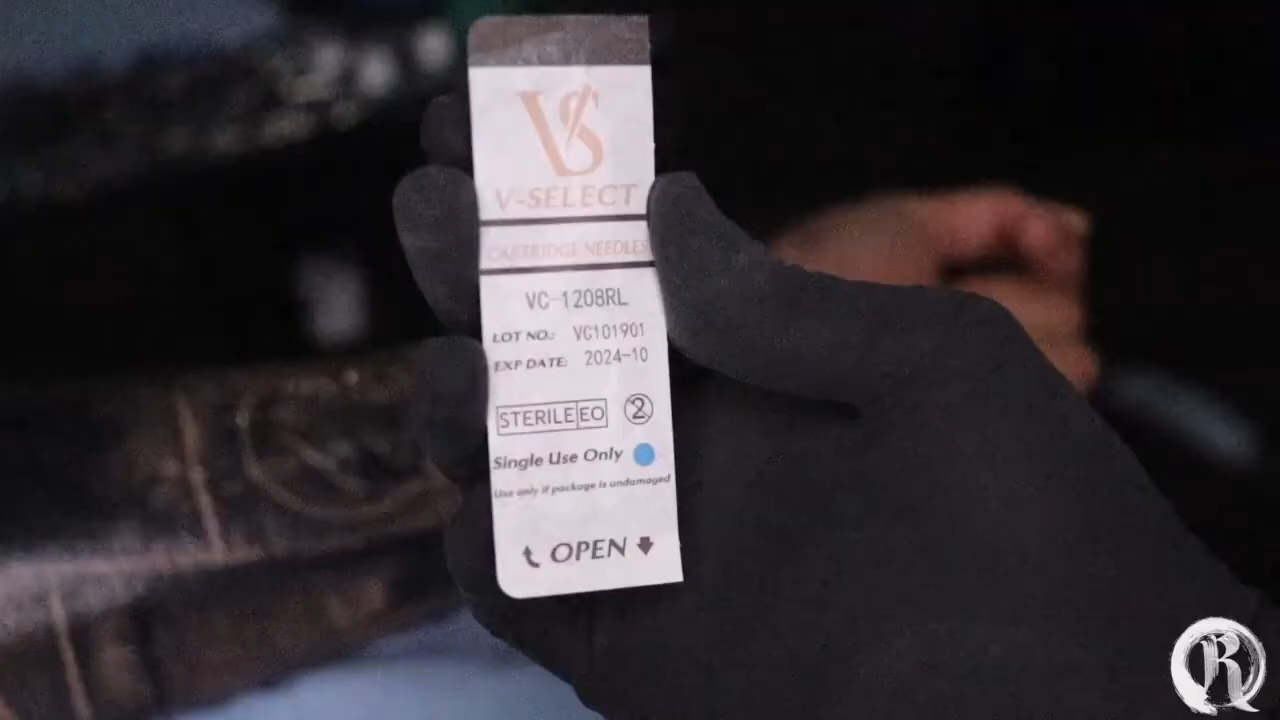 VS
V-SELECT
CARTRIDGE NEEDLES
VC-1208RL
LOT NO.: VC101901
EXP DATE: 2024-10
STERILE EO 2
Single Use Only
Use only if package is undamaged
OPEN
R